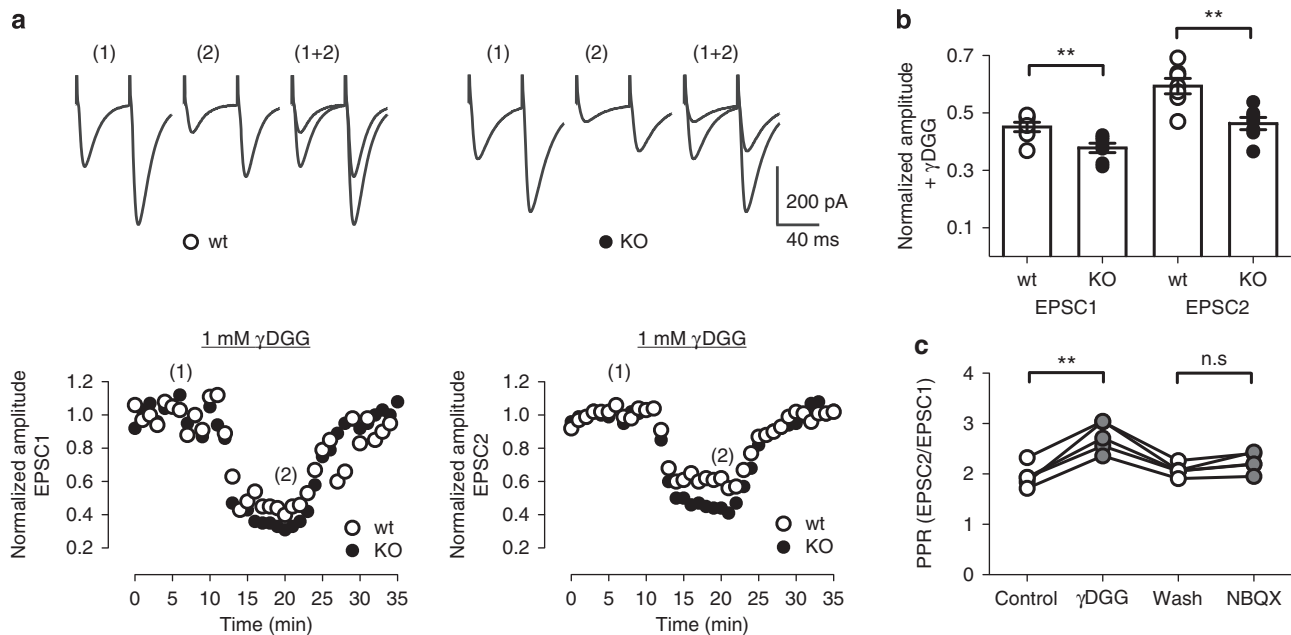 a
(1) (2) (1+2)
(1) (2) (1+2)
200 pA
40 ms
wt
KO
1 mM γDGG
(1)
(2)
Normalized amplitude
EPSC1
1.2
1.0
0.8
0.6
0.4
0.2
wt
KO
0 5 10 15 20 25 30 35
Time (min)
1 mM γDGG
(1)
(2)
Normalized amplitude
EPSC2
1.2
1.0
0.8
0.6
0.4
0.2
wt
KO
0 5 10 15 20 25 30 35
Time (min)
b
**
**
Normalized amplitude
+ γDGG
0.7
0.5
0.3
0.1
wt KO wt KO
EPSC1 EPSC2
c
** n.s
PPR (EPSC2/EPSC1)
4
3
2
1
0
Control γDGG Wash NBQX